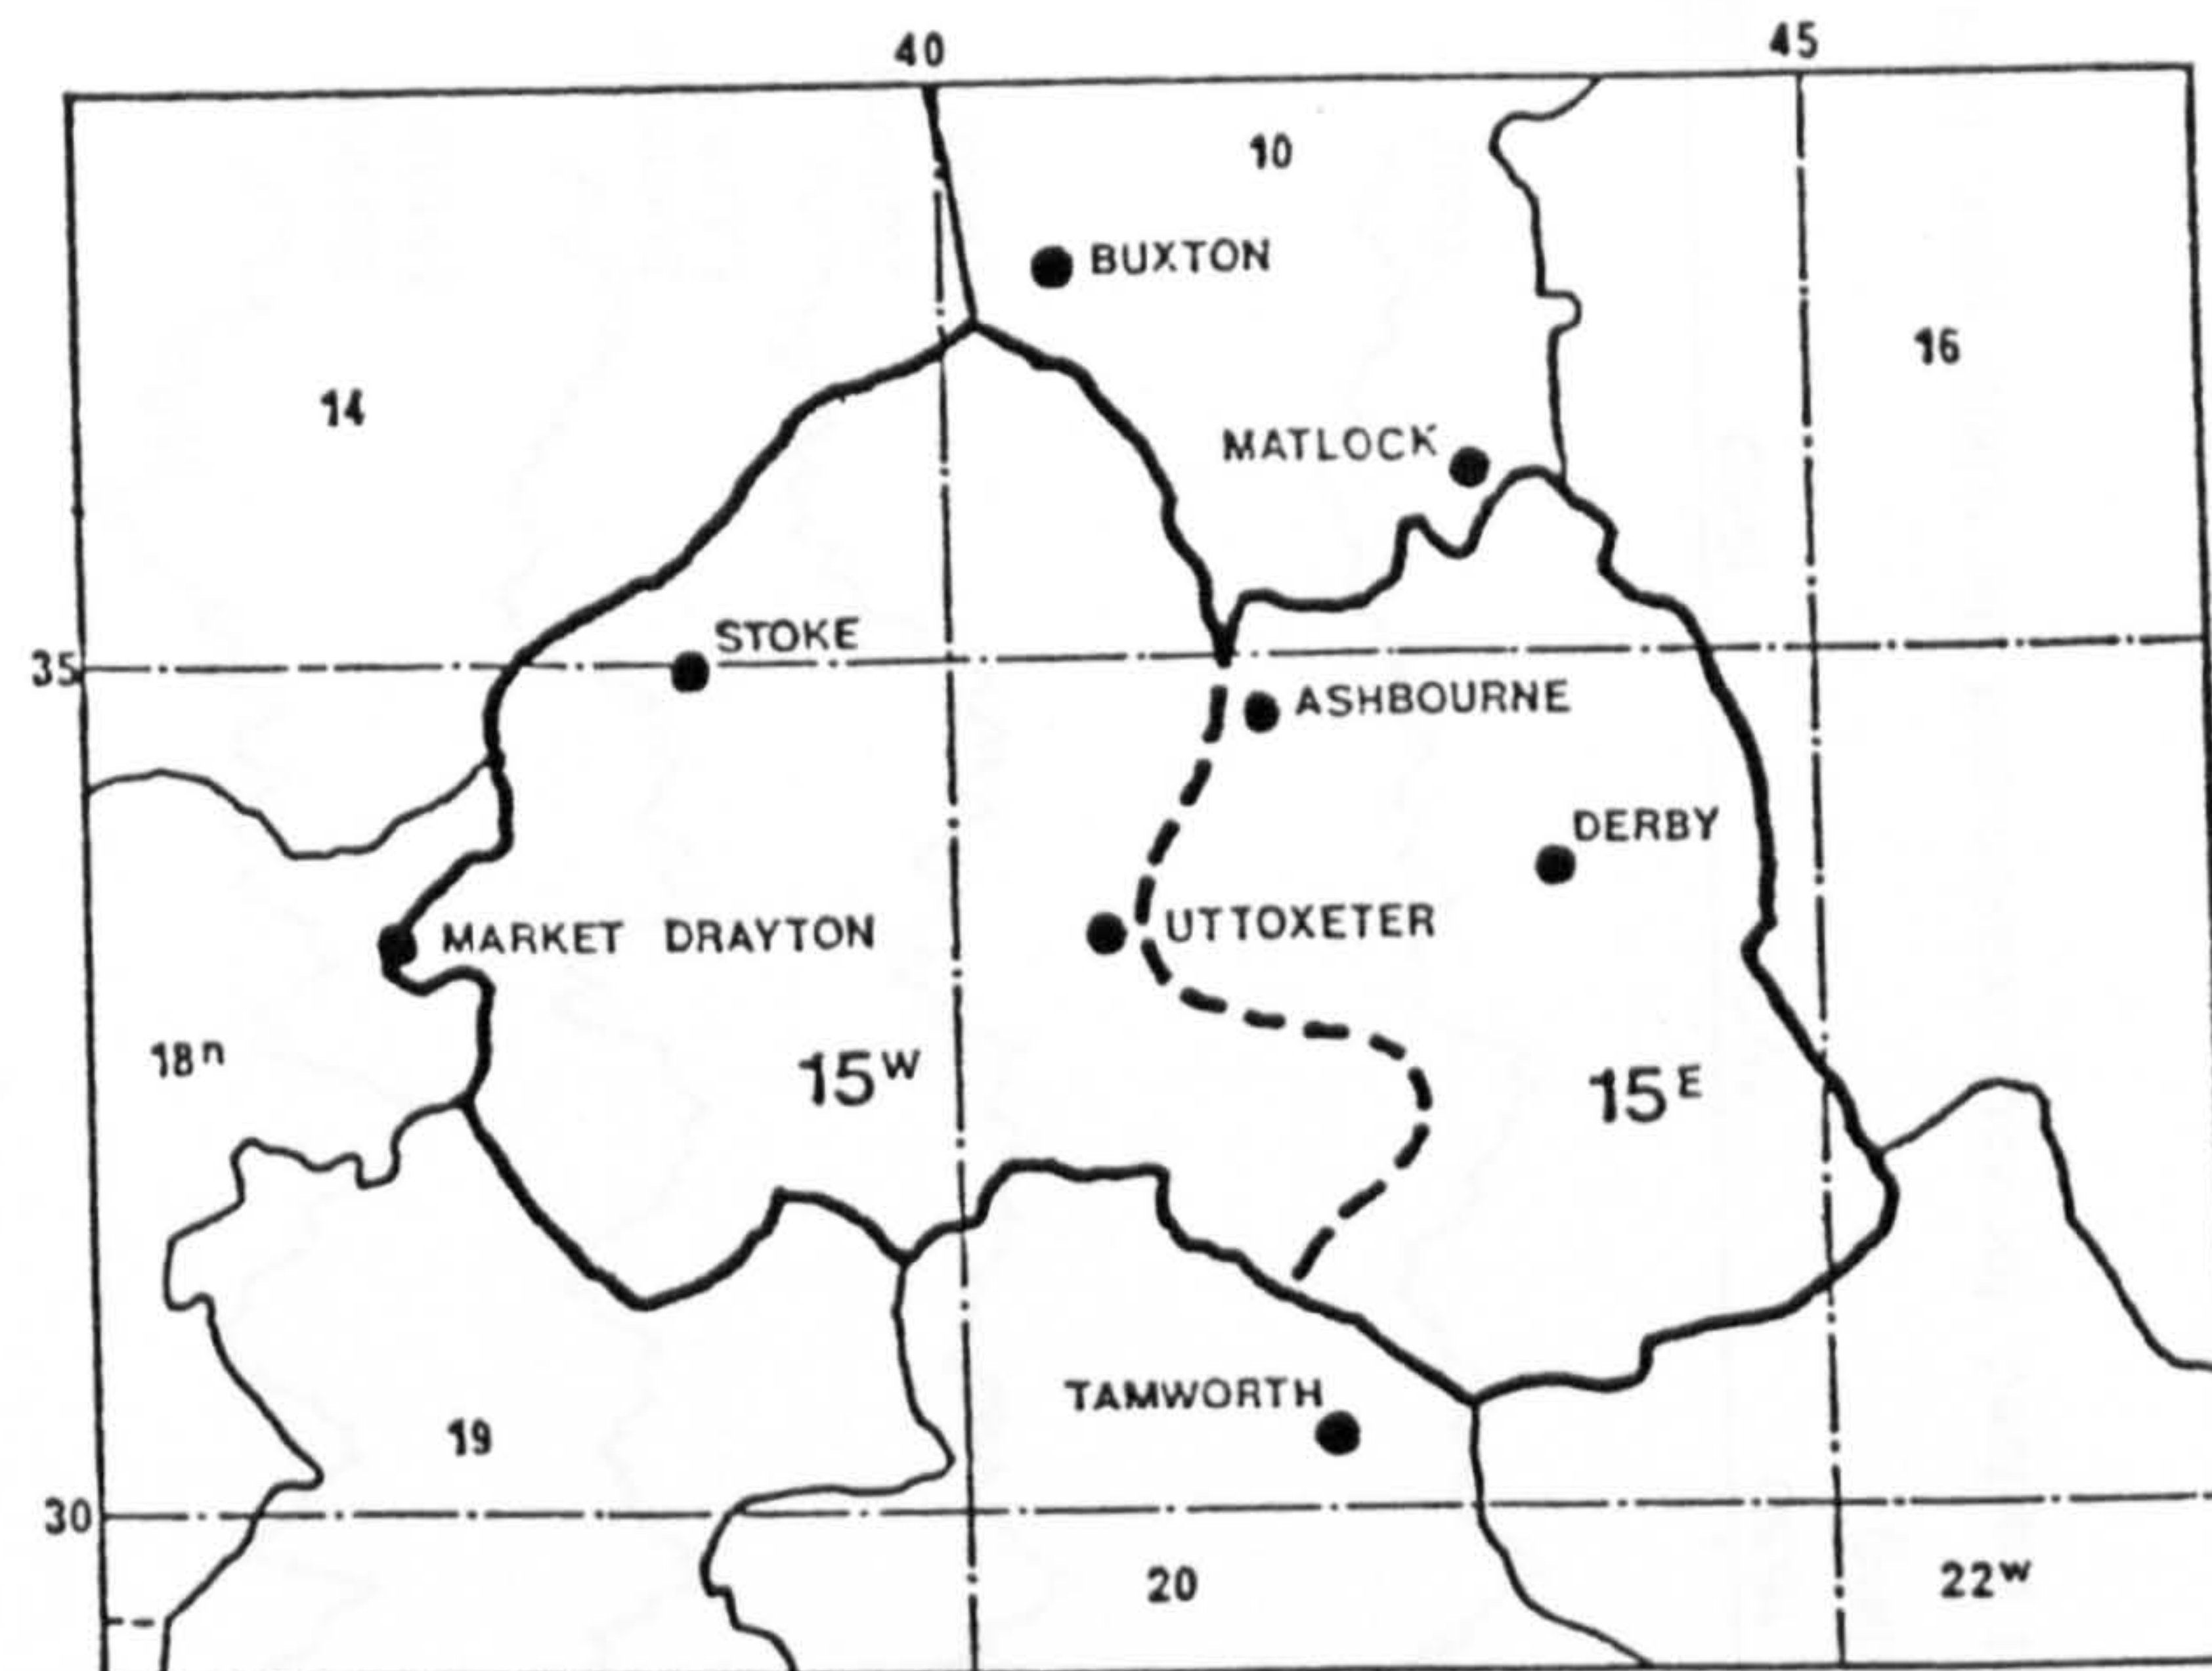 40
45
10
BUXTON
16
14
MATLOCK
STOKE
35
ASHBOURNE
DERBY
MARKET DRAYTON
UTTOXETER
18n
15W
15E
TAMWORTH
19
30
20
22W